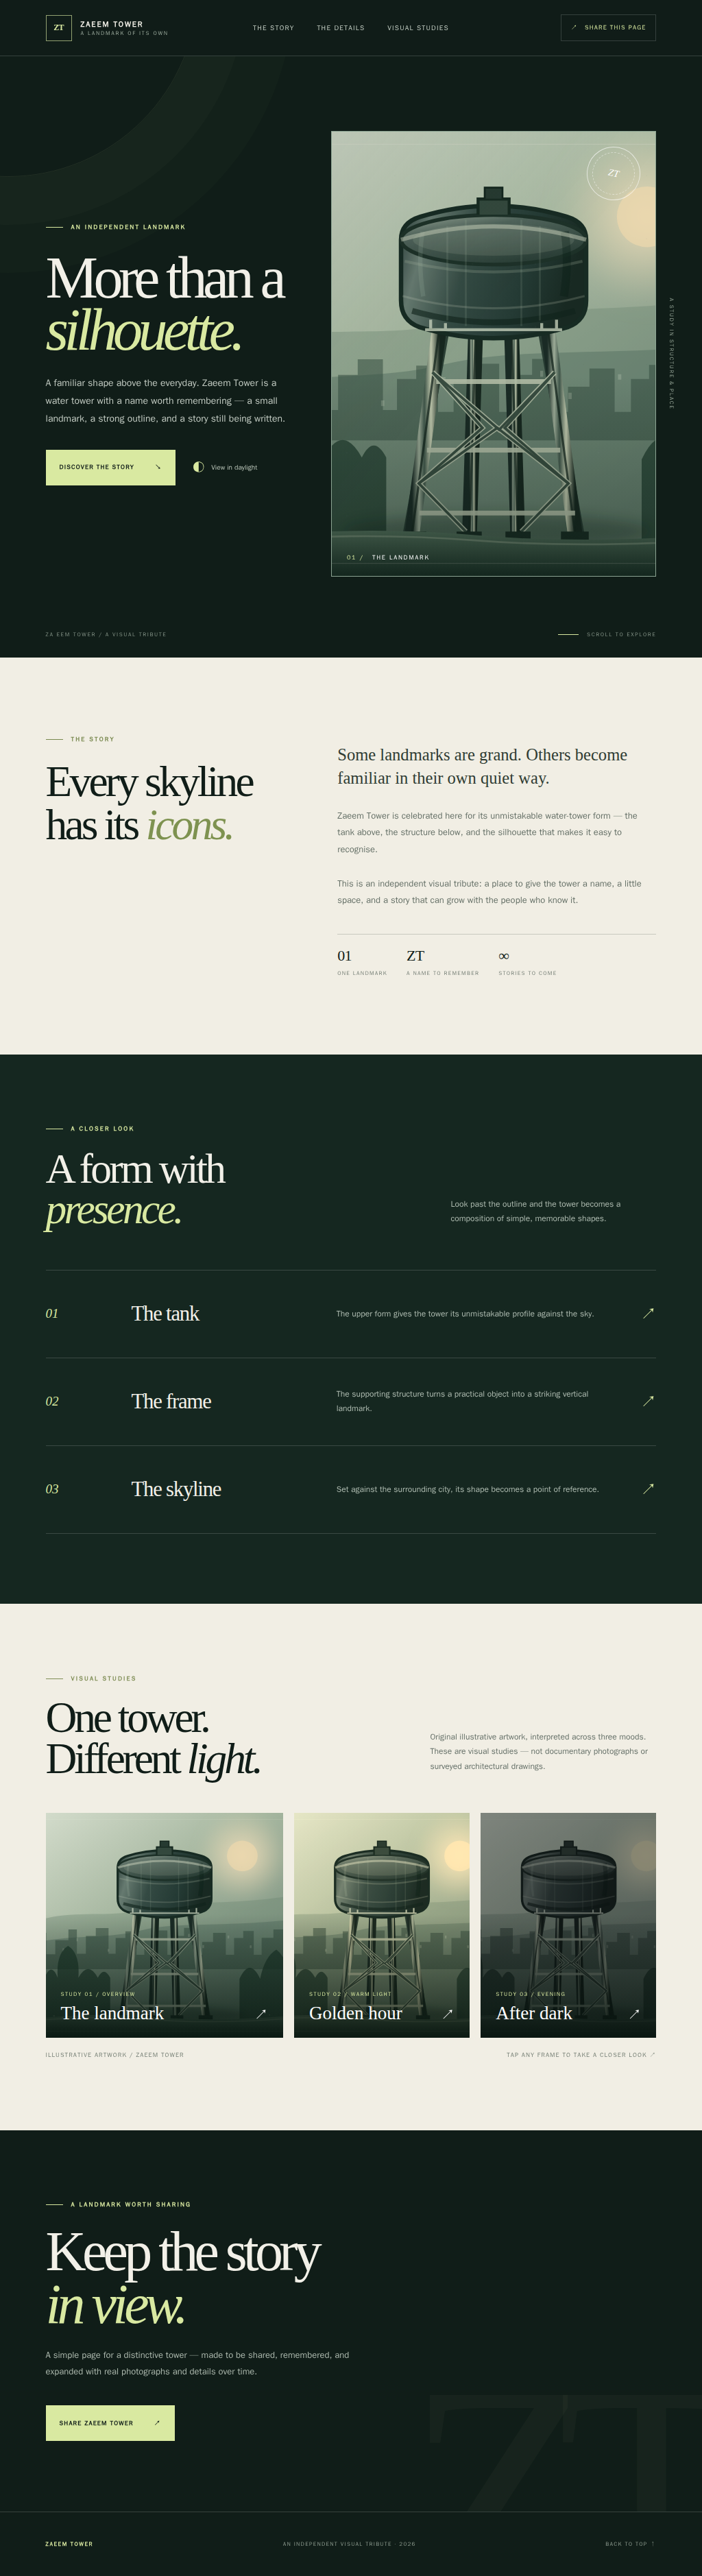 ZT
ZAEEM TOWER
A LANDMARK OF ITS OWN
THE STORY
THE DETAILS
VISUAL STUDIES
↗ SHARE THIS PAGE
AN INDEPENDENT LANDMARK
More than a
silhouette.
A familiar shape above the everyday. Zaeem Tower is a
water tower with a name worth remembering — a small
landmark, a strong outline, and a story still being written.
DISCOVER THE STORY ↘
View in daylight
ZT
01 / THE LANDMARK
A STUDY IN STRUCTURE & PLACE
ZA EEM TOWER / A VISUAL TRIBUTE
SCROLL TO EXPLORE
THE STORY
Every skyline
has its icons.
Some landmarks are grand. Others become
familiar in their own quiet way.
Zaeem Tower is celebrated here for its unmistakable water-tower form — the
tank above, the structure below, and the silhouette that makes it easy to
recognise.
This is an independent visual tribute: a place to give the tower a name, a little
space, and a story that can grow with the people who know it.
01
ONE LANDMARK
ZT
A NAME TO REMEMBER
∞
STORIES TO COME
A CLOSER LOOK
A form with
presence.
Look past the outline and the tower becomes a
composition of simple, memorable shapes.
01
The tank
The upper form gives the tower its unmistakable profile against the sky.
↗
02
The frame
The supporting structure turns a practical object into a striking vertical
landmark.
↗
03
The skyline
Set against the surrounding city, its shape becomes a point of reference.
↗
VISUAL STUDIES
One tower.
Different light.
Original illustrative artwork, interpreted across three moods.
These are visual studies — not documentary photographs or
surveyed architectural drawings.
STUDY 01 / OVERVIEW
The landmark ↗
STUDY 02 / WARM LIGHT
Golden hour ↗
STUDY 03 / EVENING
After dark ↗
ILLUSTRATIVE ARTWORK / ZAEEM TOWER
TAP ANY FRAME TO TAKE A CLOSER LOOK ↗
A LANDMARK WORTH SHARING
Keep the story
in view.
A simple page for a distinctive tower — made to be shared, remembered, and
expanded with real photographs and details over time.
SHARE ZAEEM TOWER ↗
ZT
ZAEEM TOWER
AN INDEPENDENT VISUAL TRIBUTE · 2026
BACK TO TOP ↑